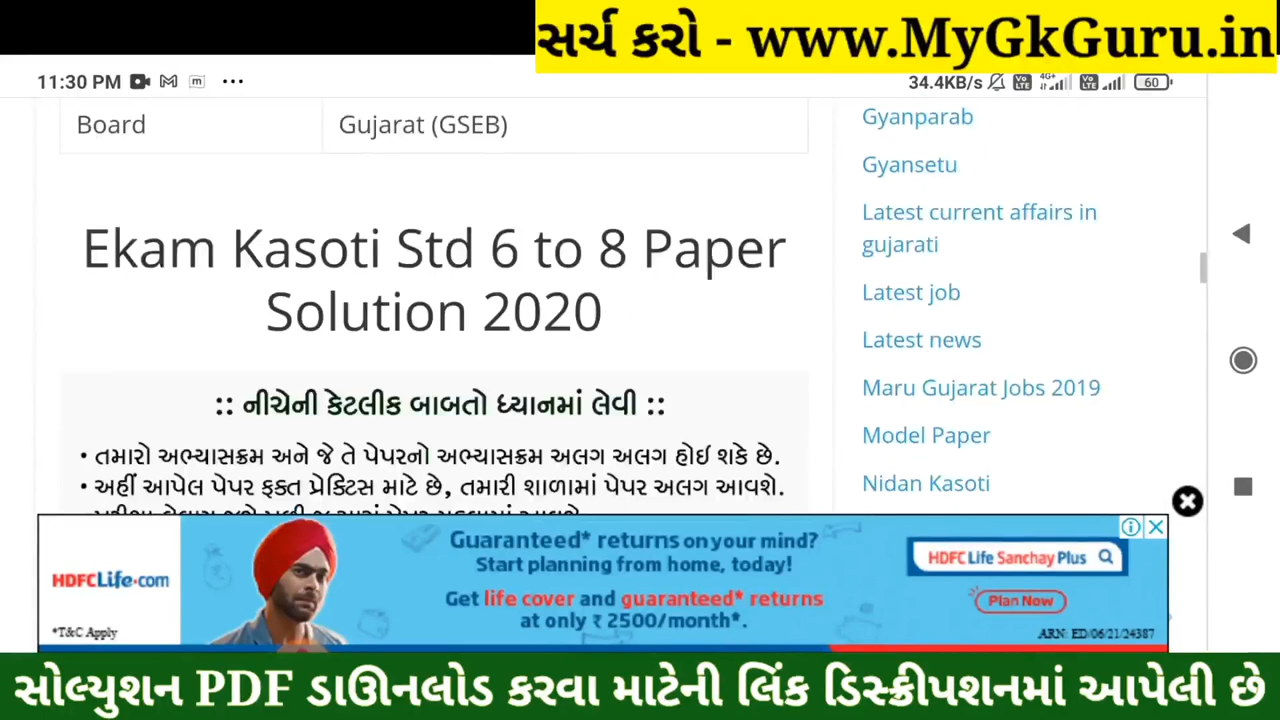 સર્ચ કરો - www.MyGkGuru.in
11:30 PM
34.4KB/s
4G+
60
Board
Gujarat (GSEB)
Ekam Kasoti Std 6 to 8 Paper
Solution 2020
:: નીચેની કેટલીક બાબતો ધ્યાનમાં લેવી ::
• તમારો અભ્યાસક્રમ અને જે તે પેપરનો અભ્યાસક્રમ અલગ અલગ હોઈ શકે છે.
• અહીં આપેલ પેપર ફક્ત પ્રેક્ટિસ માટે છે, તમારી શાળામાં પેપર અલગ આવશે.
Gyanparab
Gyansetu
Latest current affairs in
gujarati
Latest job
Latest news
Maru Gujarat Jobs 2019
Model Paper
Nidan Kasoti
HDFCLife.com
*T&C Apply
Guaranteed* returns on your mind?
Start planning from home, today!
Get life cover and guaranteed* returns
at only ₹ 2500/month*.
HDFC Life Sanchay Plus
Plan Now
ARN: ED/06/21/24387
સોલ્યુશન PDF ડાઊનલોડ કરવા માટેની લિંક ડિસ્ક્રીપશનમાં આપેલી છે